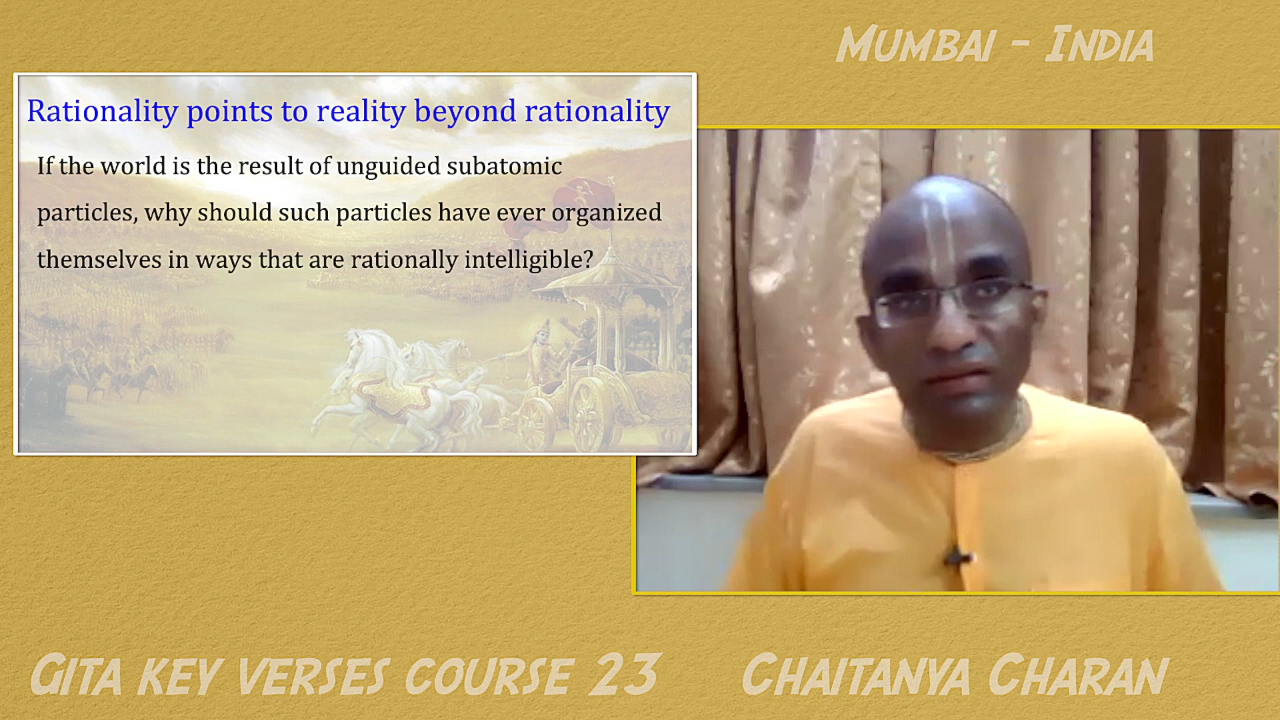 Mumbai - India
Rationality points to reality beyond rationality
If the world is the result of unguided subatomic
particles, why should such particles have ever organized
themselves in ways that are rationally intelligible?
Gita key verses course 23
Chaitanya Charan